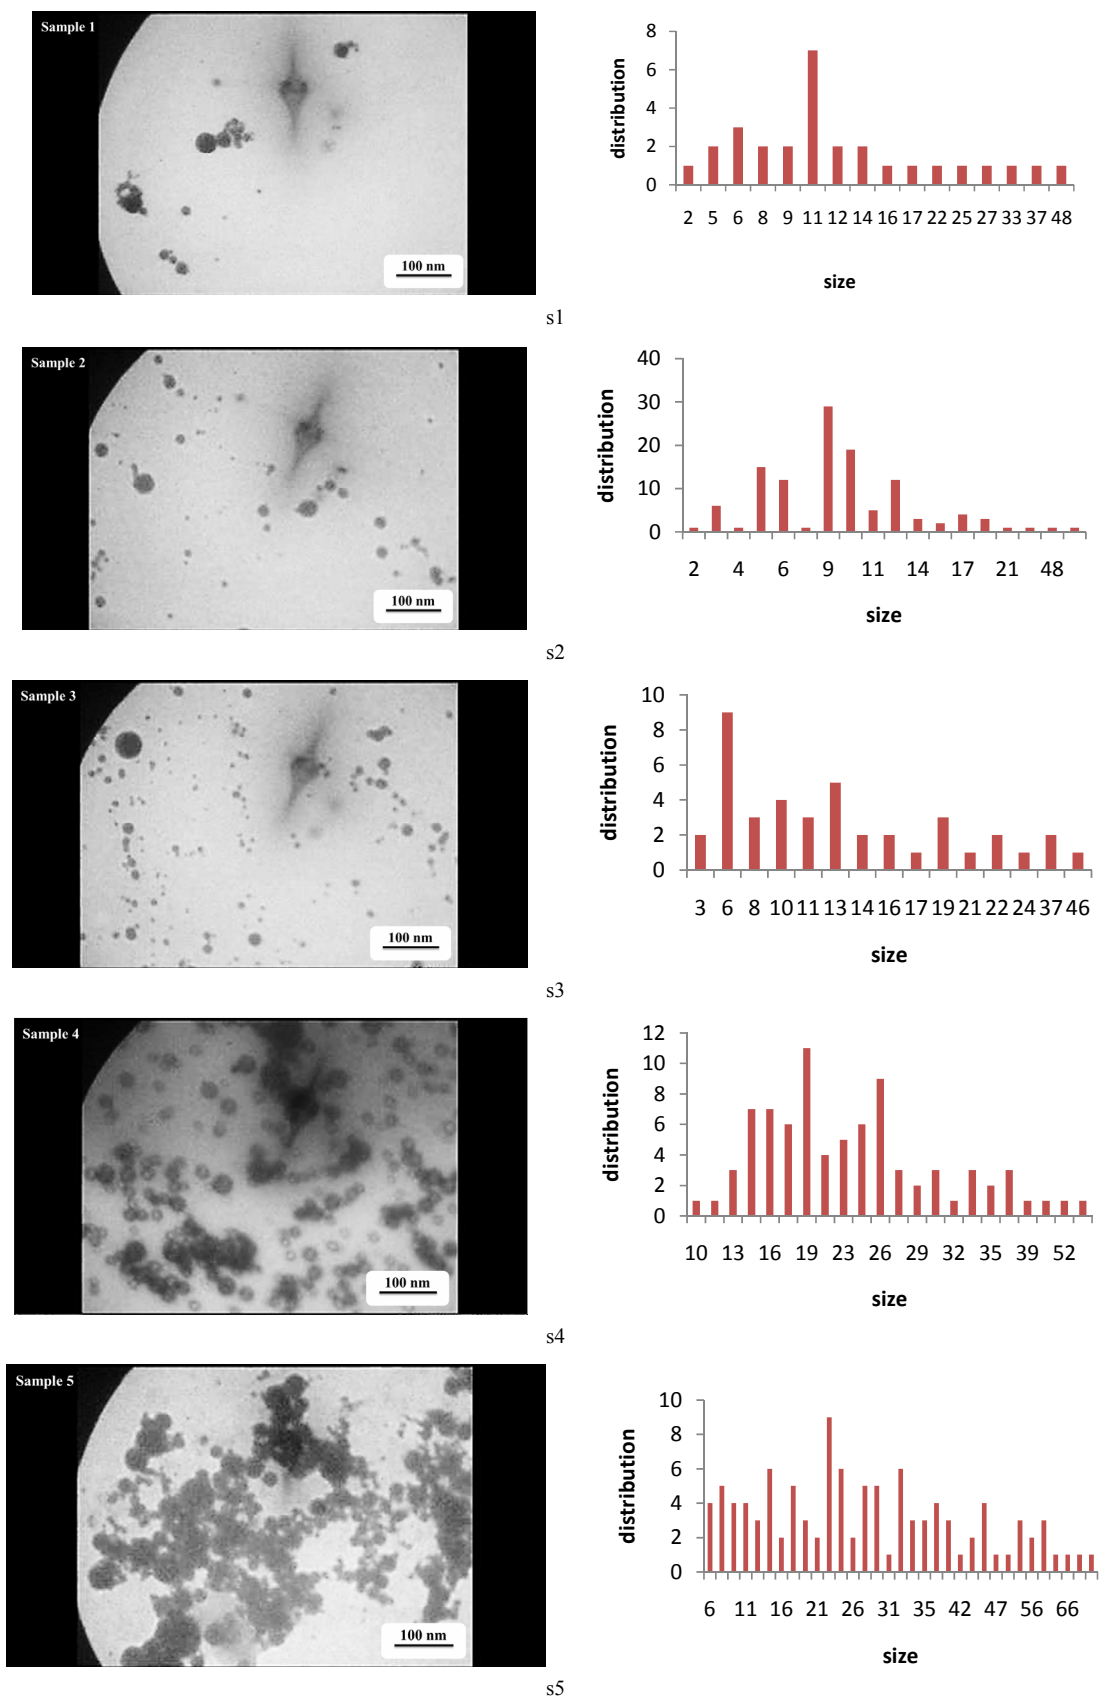 Sample 1
100 nm
distribution
8
6
4
2
0
2 5 6 8 9 11 12 14 16 17 22 25 27 33 37 48
size
s1
Sample 2
100 nm
distribution
40
30
20
10
0
2 4 6 9 11 14 17 21 48
size
s2
Sample 3
100 nm
distribution
10
8
6
4
2
0
3 6 8 10 11 13 14 16 17 19 21 22 24 37 46
size
s3
Sample 4
100 nm
distribution
12
10
8
6
4
2
0
10 13 16 19 23 26 29 32 35 39 52
size
s4
Sample 5
100 nm
distribution
10
8
6
4
2
0
6 11 16 21 26 31 35 42 47 56 66
size
s5